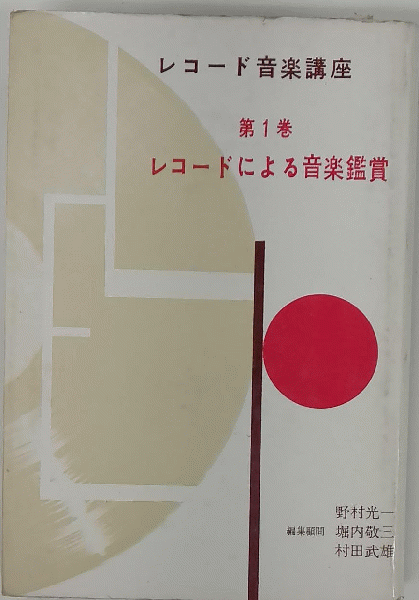 レコード音楽講座
第1巻
レコードによる音楽鑑賞
野村光一
編集顧問 堀内敬三
村田武雄